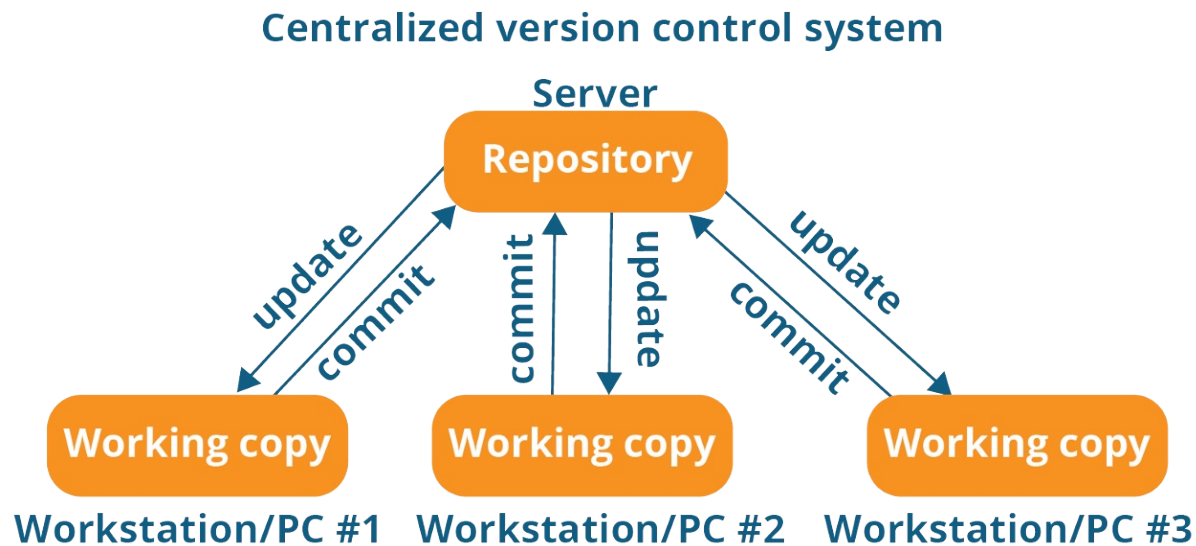 Centralized version control system
Server
Repository
update
commit
commit
update
commit
update
Working copy
Working copy
Working copy
Workstation/PC #1
Workstation/PC #2
Workstation/PC #3